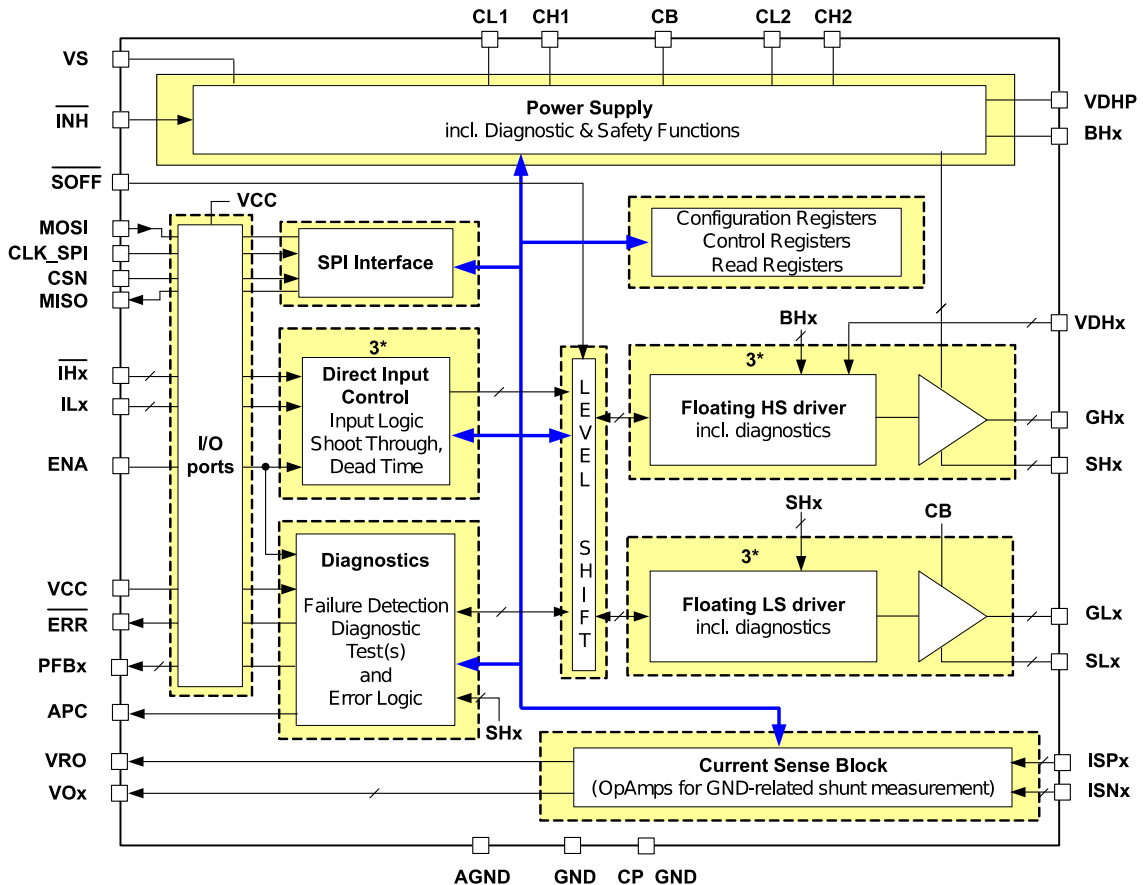 CL1 CH1 CB CL2 CH2
VS
INH
SOFF
MOSI
CLK_SPI
CSN
MISO
IHx
ILx
ENA
VCC
ERR
PFBx
APC
VRO
VOx
Power Supply
incl. Diagnostic & Safety Functions
VDHP
BHx
VCC
I/O
ports
SPI Interface
Configuration Registers
Control Registers
Read Registers
3*
Direct Input
Control
Input Logic
Shoot Through,
Dead Time
Diagnostics
Failure Detection
Diagnostic
Test(s)
and
Error Logic
SHx
LEVEL SHIFT
BHx
3*
Floating HS driver
incl. diagnostics
VDHx
GHx
SHx
SHx
CB
3*
Floating LS driver
incl. diagnostics
GLx
SLx
Current Sense Block
(OpAmps for GND-related shunt measurement)
ISPx
ISNx
AGND GND CP GND